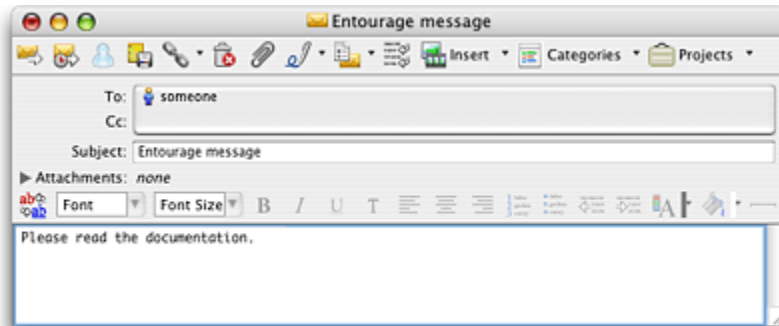 Entourage message
Insert Categories Projects
To: someone
Cc:
Subject: Entourage message
Attachments: none
Font Font Size B I U T A
Please read the documentation.